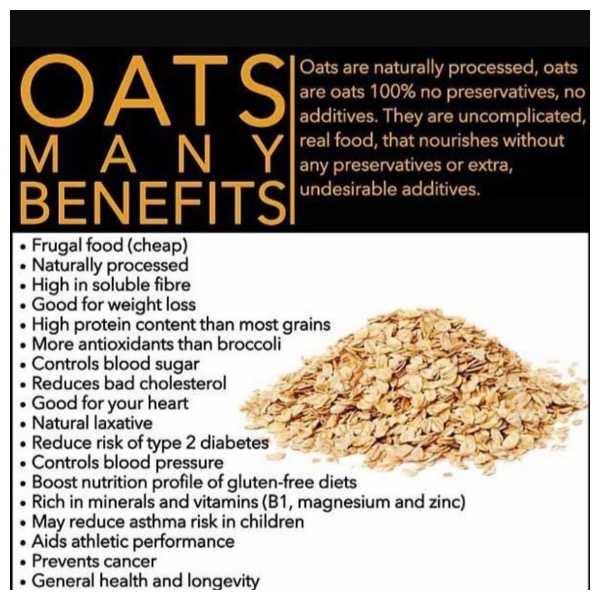 OATS
MANY
BENEFITS
Oats are naturally processed, oats
are oats 100% no preservatives, no
additives. They are uncomplicated,
real food, that nourishes without
any preservatives or extra,
undesirable additives.
• Frugal food (cheap)
• Naturally processed
• High in soluble fibre
• Good for weight loss
• High protein content than most grains
• More antioxidants than broccoli
• Controls blood sugar
• Reduces bad cholesterol
• Good for your heart
• Natural laxative
• Reduce risk of type 2 diabetes
• Controls blood pressure
• Boost nutrition profile of gluten-free diets
• Rich in minerals and vitamins (B1, magnesium and zinc)
• May reduce asthma risk in children
• Aids athletic performance
• Prevents cancer
• General health and longevity